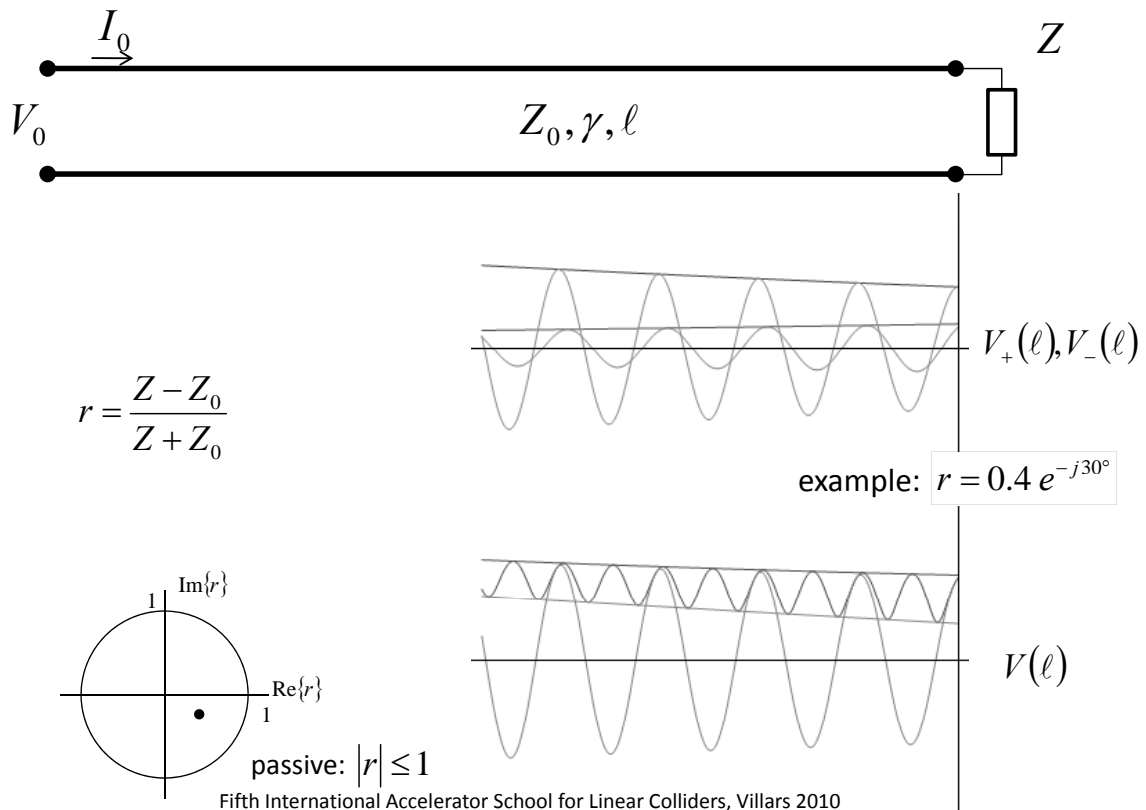 I₀
Z
V₀
Z₀, γ, ℓ
V₊(ℓ), V₋(ℓ)
r = (Z − Z₀) / (Z + Z₀)
example: r = 0.4 e^{−j30°}
Im{r}
1
V(ℓ)
Re{r}
1
passive: |r| ≤ 1
Fifth International Accelerator School for Linear Colliders, Villars 2010